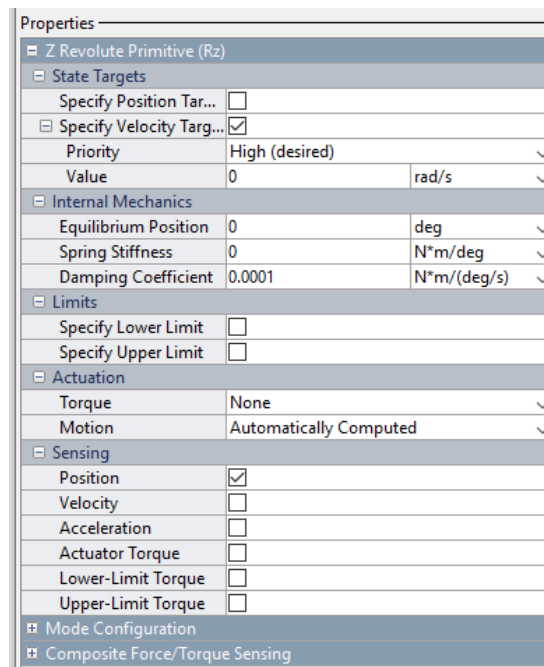 Properties
Z Revolute Primitive (Rz)
State Targets
Specify Position Tar...
Specify Velocity Targ...
Priority High (desired)
Value 0 rad/s
Internal Mechanics
Equilibrium Position 0 deg
Spring Stiffness 0 N*m/deg
Damping Coefficient 0.0001 N*m/(deg/s)
Limits
Specify Lower Limit
Specify Upper Limit
Actuation
Torque None
Motion Automatically Computed
Sensing
Position
Velocity
Acceleration
Actuator Torque
Lower-Limit Torque
Upper-Limit Torque
Mode Configuration
Composite Force/Torque Sensing